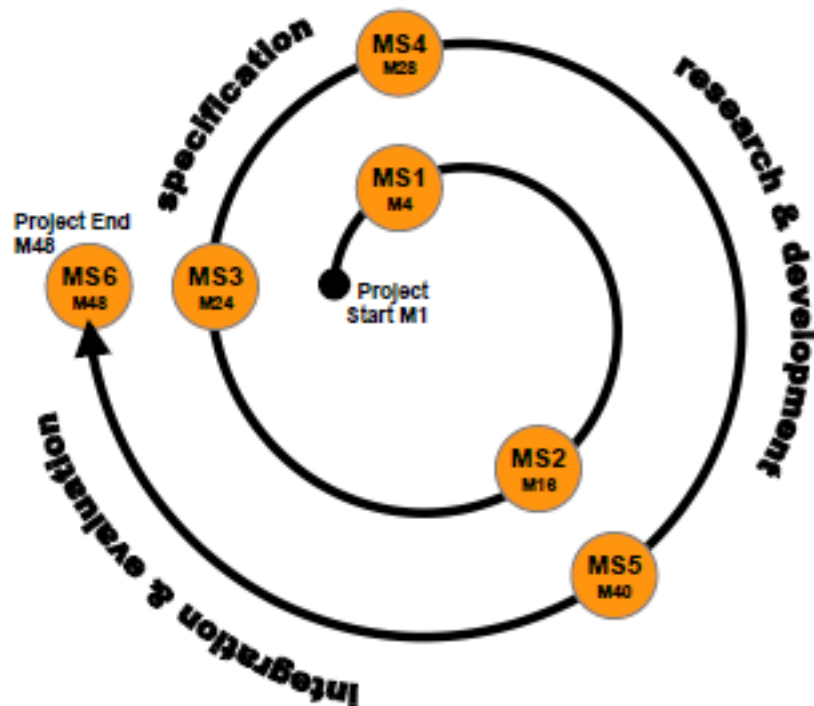 specification
MS4
M28
research & development
MS1
M4
Project End
M48
MS6
M48
MS3
M24
Project
Start M1
MS2
M16
MS5
M40
integration & evaluation